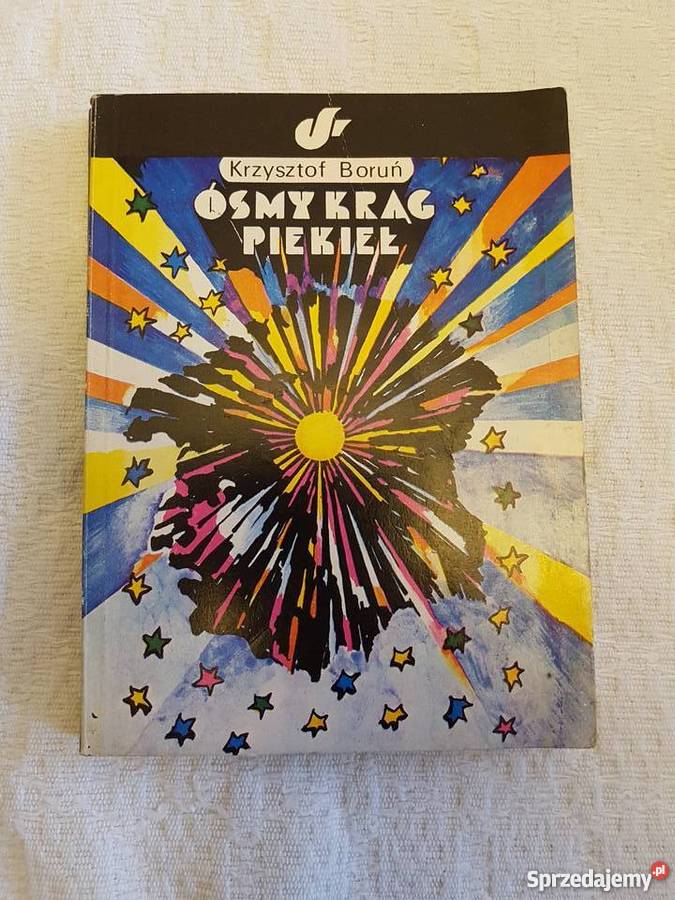 Krzysztof Boruń
ÓSMY KRĄG
PIEKIEŁ
Sprzedajemy.pl